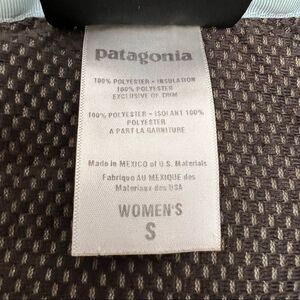 patagonia
100% POLYESTER • INSULATION
100% POLYESTER
EXCLUSIVE OF TRIM
100% POLYESTER • ISOLANT 100%
POLYESTER
A PART LA GARNITURE
Made in MEXICO of U.S. Materials
Fabrique AU MEXIQUE des
Materiaux des USA
WOMEN'S
S